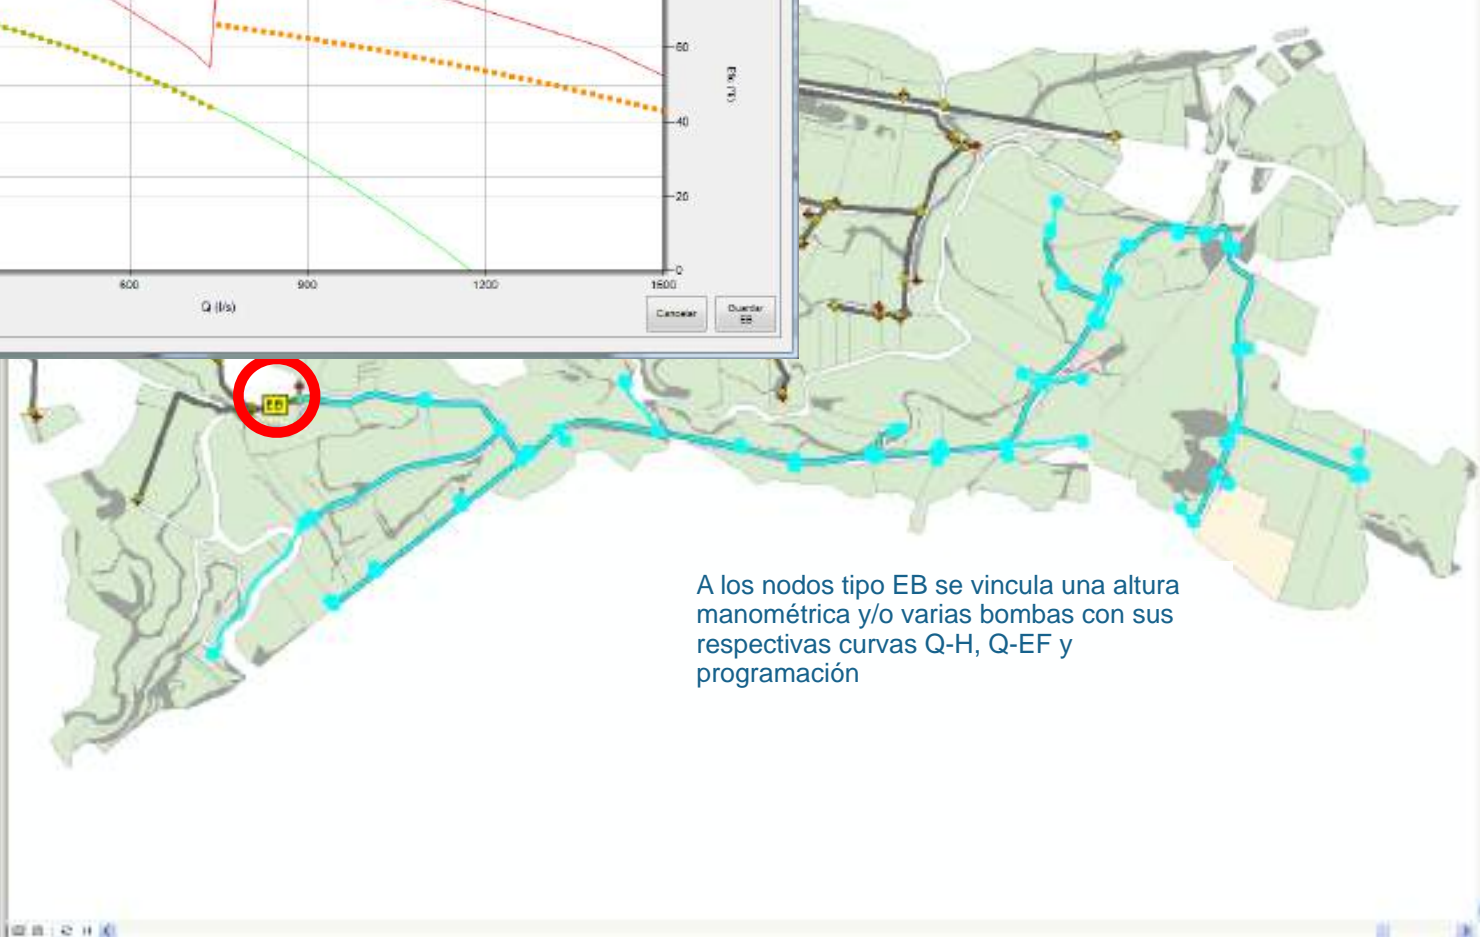 60
Efic (%)
40
20
0
600
900
1200
1500
Q (l/s)
Cancelar
Guardar
EB
EB
A los nodos tipo EB se vincula una altura
manométrica y/o varias bombas con sus
respectivas curvas Q-H, Q-EF y
programación